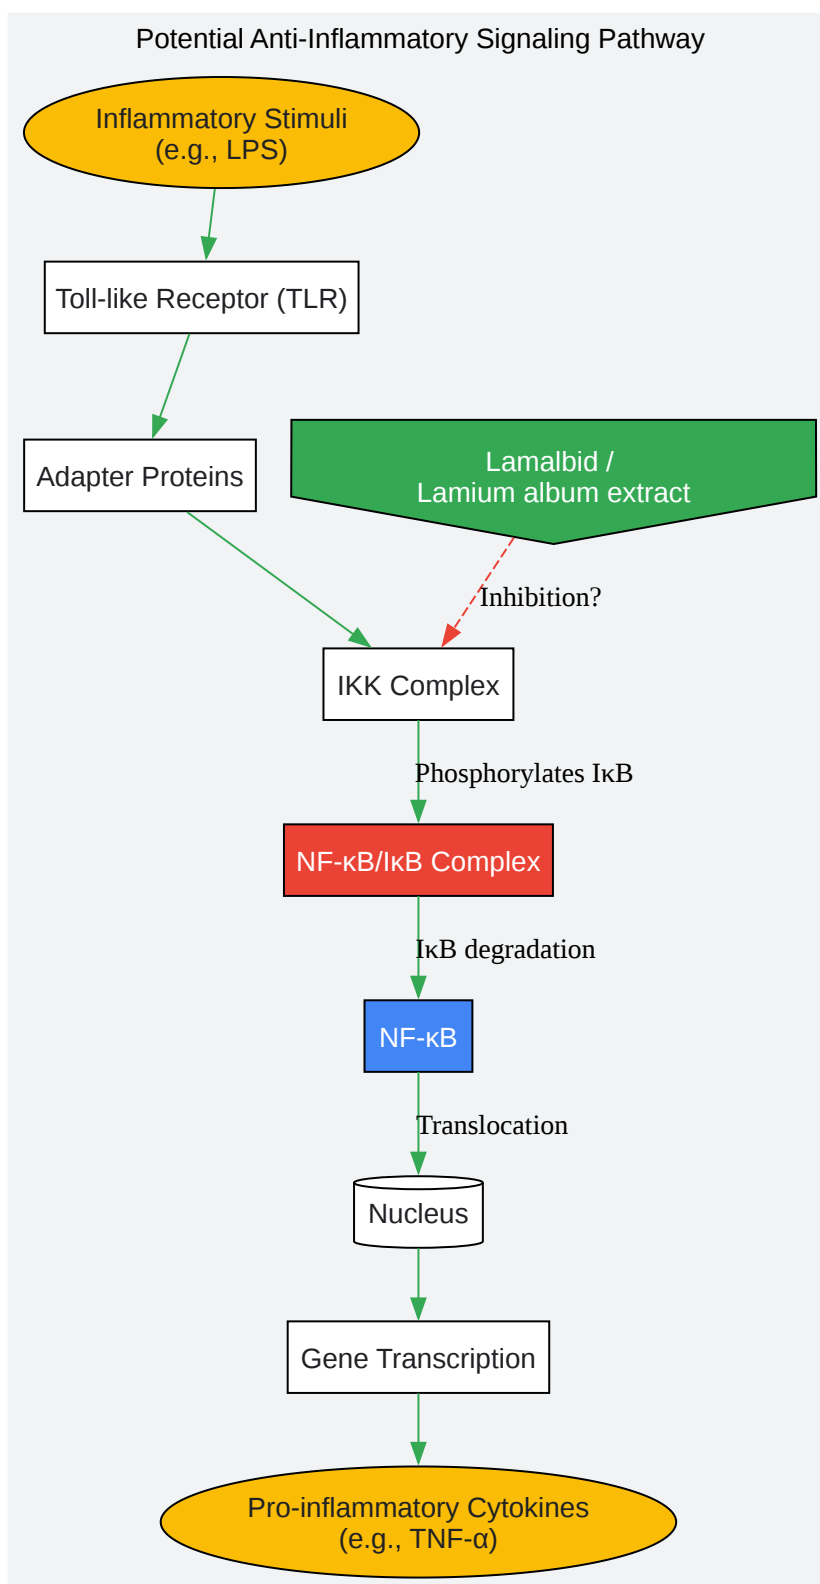 Potential Anti-Inflammatory Signaling Pathway
Inflammatory Stimuli
(e.g., LPS)
Toll-like Receptor (TLR)
Adapter Proteins
Lamalbid /
Lamium album extract
Inhibition?
IKK Complex
Phosphorylates IκB
NF-κB/IκB Complex
IκB degradation
NF-κB
Translocation
Nucleus
Gene Transcription
Pro-inflammatory Cytokines
(e.g., TNF-α)